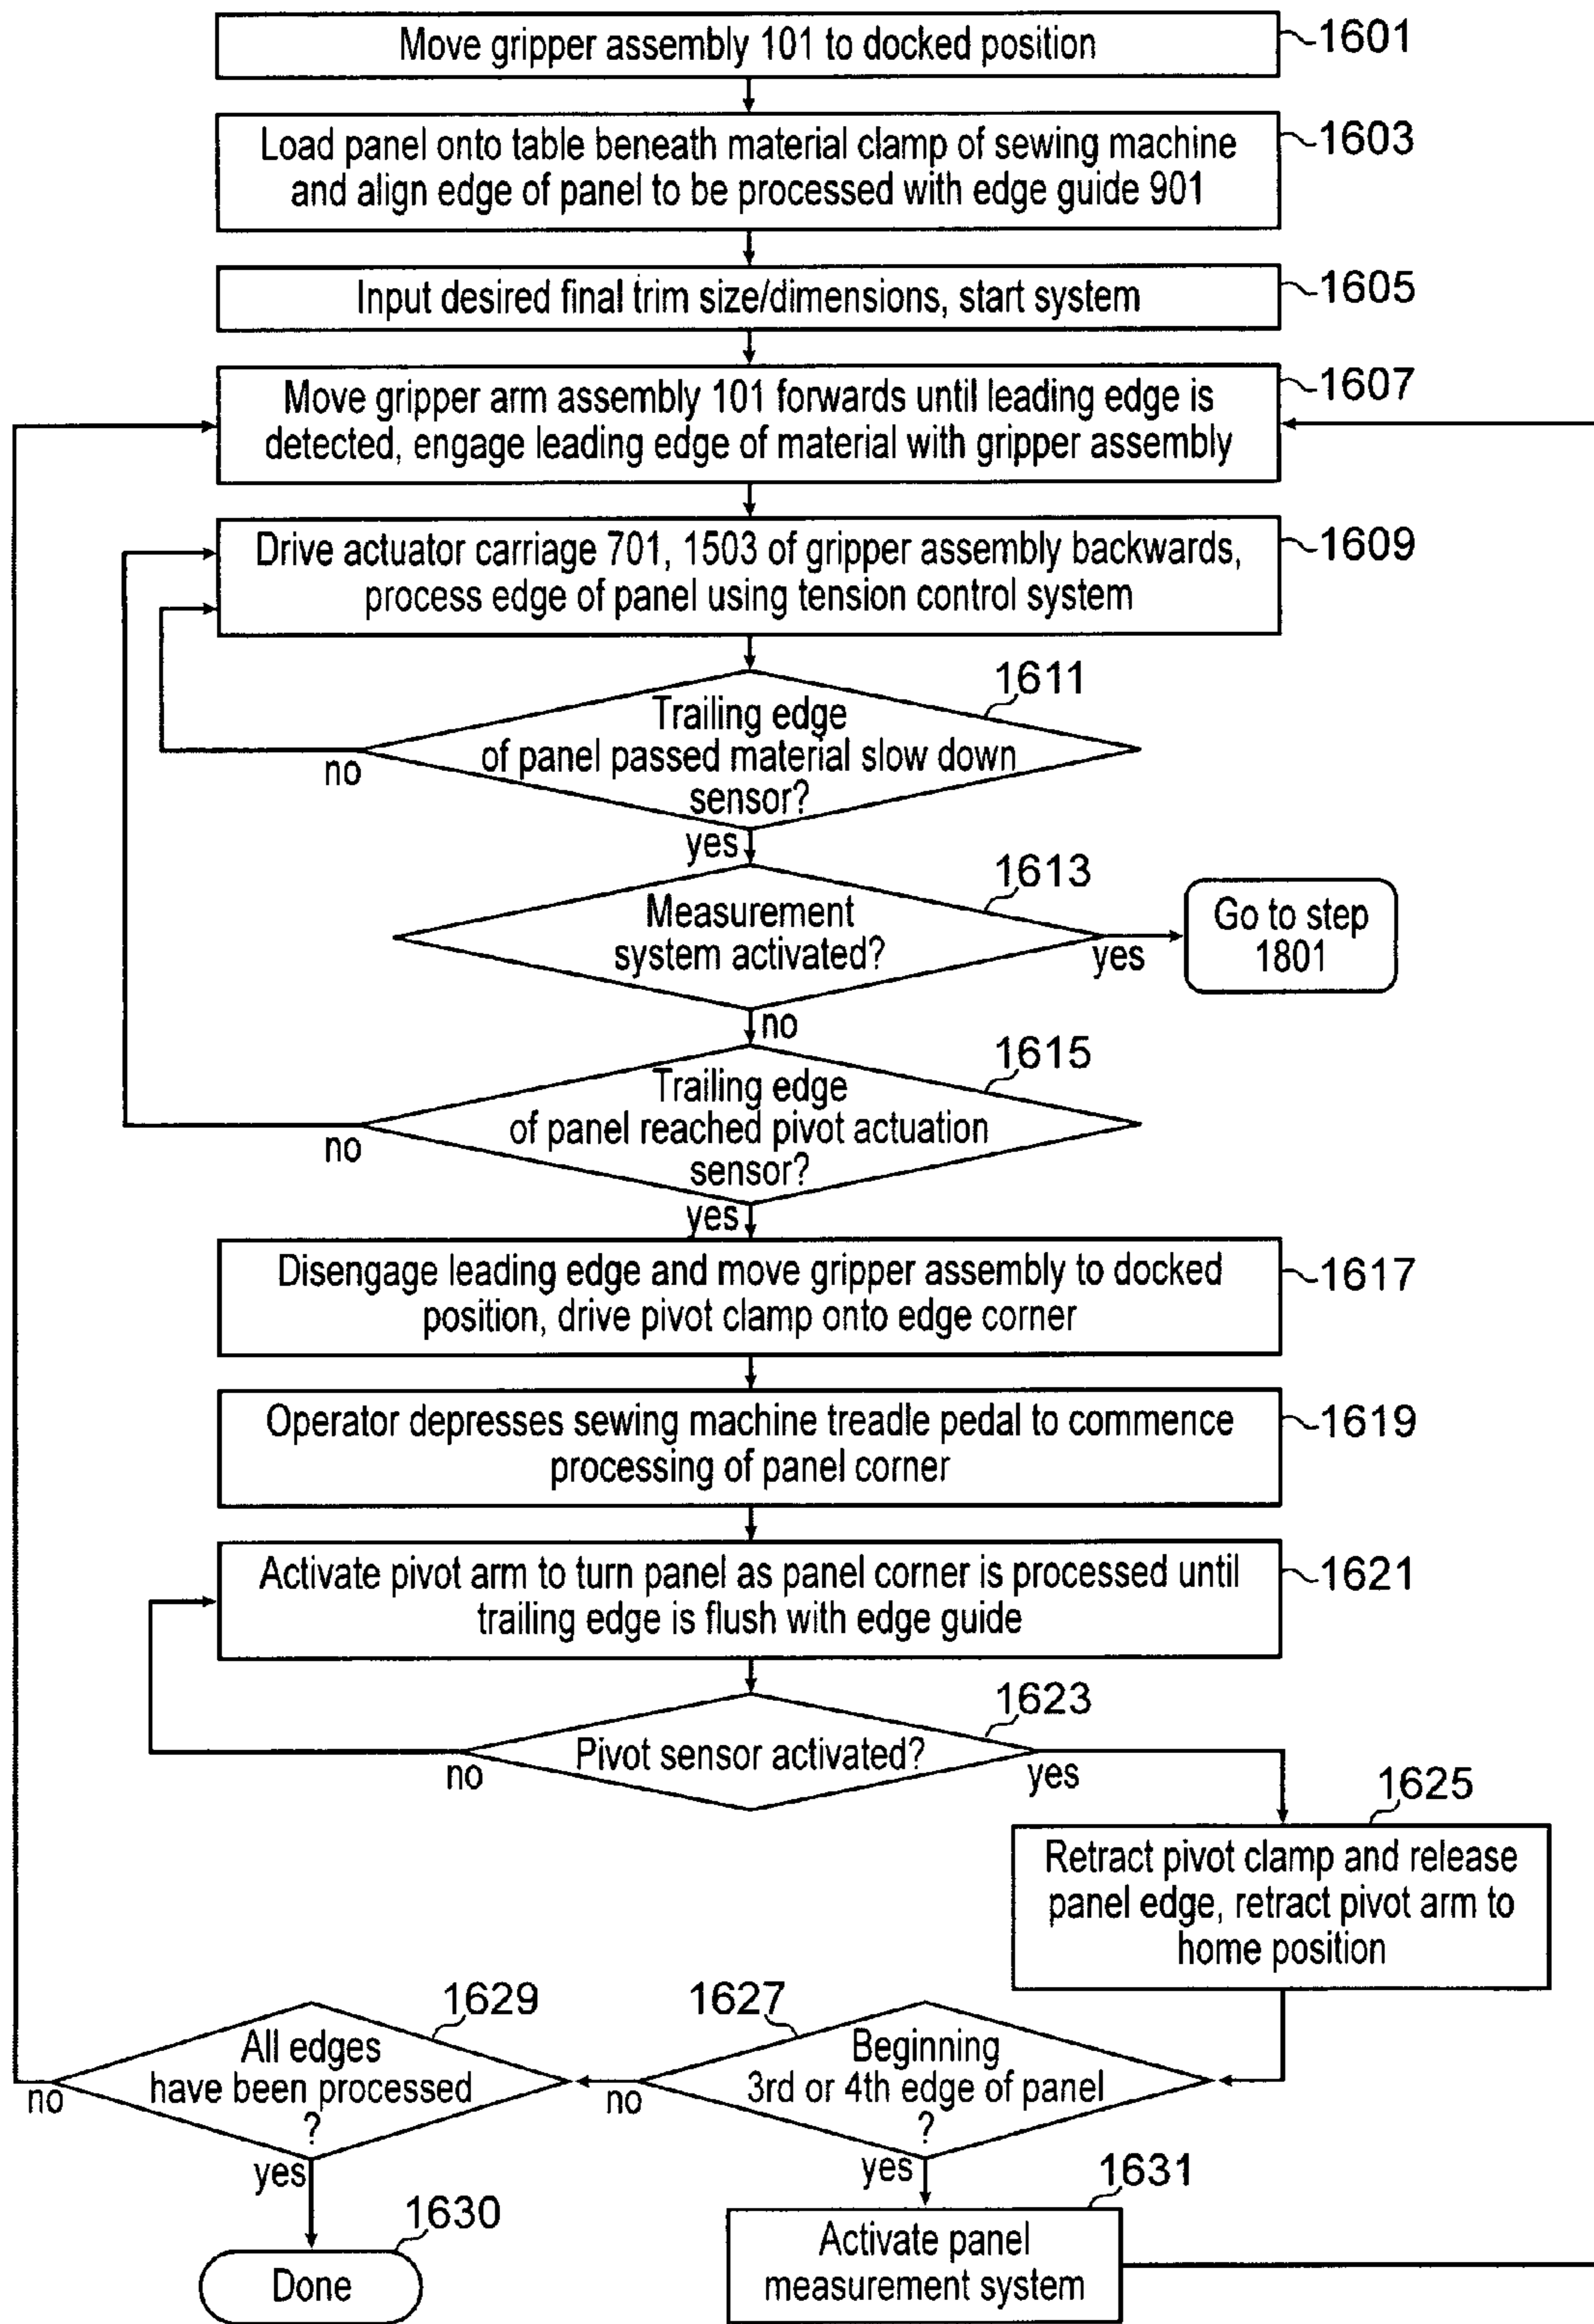 Move gripper assembly 101 to docked position
1601
Load panel onto table beneath material clamp of sewing machine
and align edge of panel to be processed with edge guide 901
1603
Input desired final trim size/dimensions, start system
1605
Move gripper arm assembly 101 forwards until leading edge is
detected, engage leading edge of material with gripper assembly
1607
Drive actuator carriage 701, 1503 of gripper assembly backwards,
process edge of panel using tension control system
1609
1611
Trailing edge
of panel passed material slow down
sensor?
no
yes
1613
Measurement
system activated?
yes
Go to step
1801
no
1615
Trailing edge
of panel reached pivot actuation
sensor?
no
yes
Disengage leading edge and move gripper assembly to docked
position, drive pivot clamp onto edge corner
1617
Operator depresses sewing machine treadle pedal to commence
processing of panel corner
1619
Activate pivot arm to turn panel as panel corner is processed until
trailing edge is flush with edge guide
1621
1623
Pivot sensor activated?
no
yes
1625
Retract pivot clamp and release
panel edge, retract pivot arm to
home position
1627
Beginning
3rd or 4th edge of panel
?
no
yes
1629
All edges
have been processed
?
no
yes
1630
Done
1631
Activate panel
measurement system